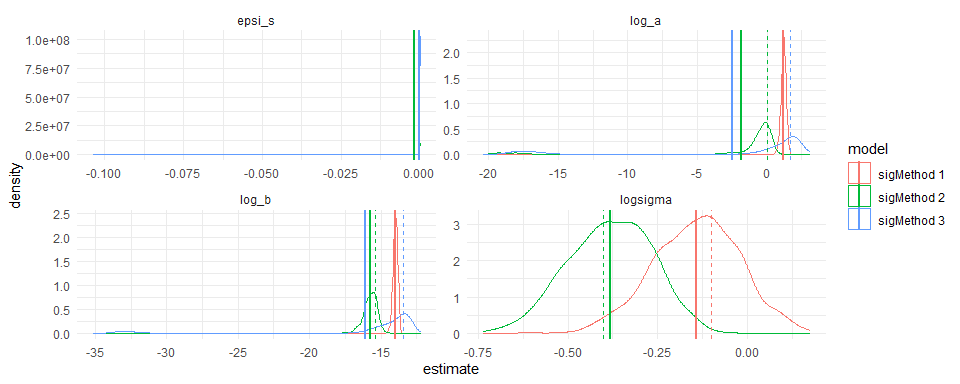 epsi_s
log_a
1.0e+08
7.5e+07
5.0e+07
2.5e+07
0.0e+00
2.0
1.5
1.0
0.5
0.0
-0.100
-0.075
-0.050
-0.025
0.000
-20
-15
-10
-5
0
density
log_b
logsigma
2.5
2.0
1.5
1.0
0.5
0.0
3
2
1
0
-35
-30
-25
-20
-15
-0.75
-0.50
-0.25
0.00
estimate
model
sigMethod 1
sigMethod 2
sigMethod 3